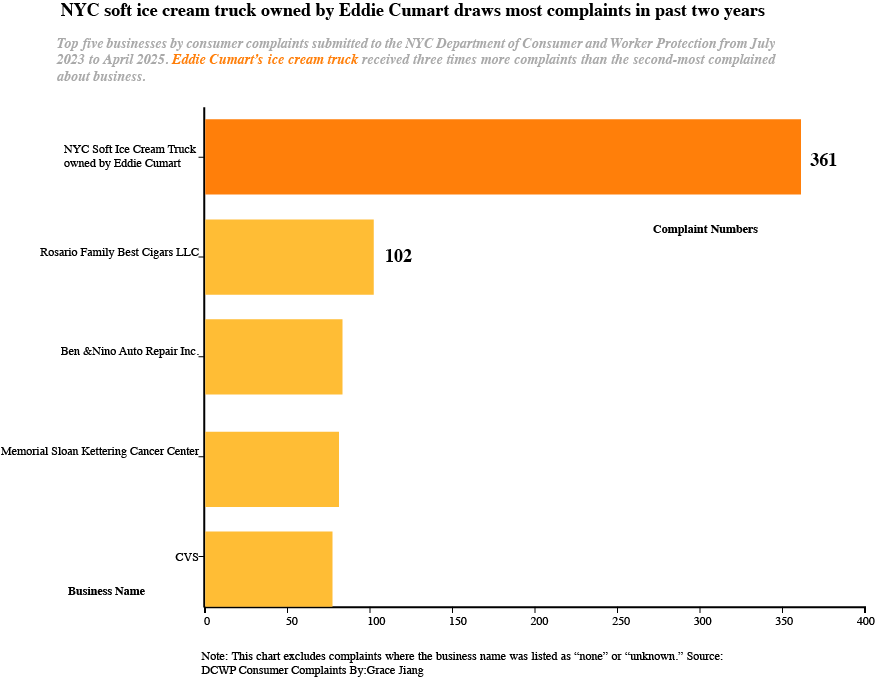 NYC soft ice cream truck owned by Eddie Cumart draws most complaints in past two years
Top five businesses by consumer complaints submitted to the NYC Department of Consumer and Worker Protection from July
2023 to April 2025. Eddie Cumart's ice cream truck received three times more complaints than the second-most complained
about business.
NYC Soft Ice Cream Truck
owned by Eddie Cumart
361
Complaint Numbers
Rosario Family Best Cigars LLC
102
Ben &Nino Auto Repair Inc.
Memorial Sloan Kettering Cancer Center
CVS
Business Name
0 50 100 150 200 250 300 350 400
Note: This chart excludes complaints where the business name was listed as “none” or “unknown.” Source:
DCWP Consumer Complaints By:Grace Jiang